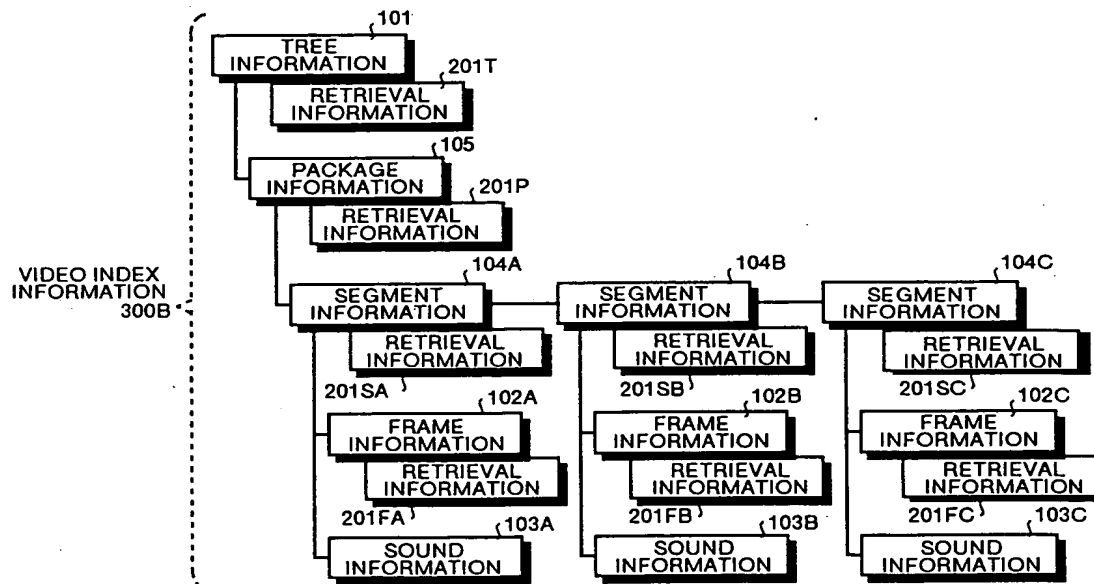 101
TREE
INFORMATION
201T
RETRIEVAL
INFORMATION
105
PACKAGE
INFORMATION
201P
RETRIEVAL
INFORMATION
VIDEO INDEX
INFORMATION
300B
104A
SEGMENT
INFORMATION
104B
SEGMENT
INFORMATION
104C
SEGMENT
INFORMATION
RETRIEVAL
INFORMATION
201SA
RETRIEVAL
INFORMATION
201SB
RETRIEVAL
INFORMATION
201SC
102A
FRAME
INFORMATION
102B
FRAME
INFORMATION
102C
FRAME
INFORMATION
RETRIEVAL
INFORMATION
201FA
RETRIEVAL
INFORMATION
201FB
RETRIEVAL
INFORMATION
201FC
103A
SOUND
INFORMATION
103B
SOUND
INFORMATION
103C
SOUND
INFORMATION